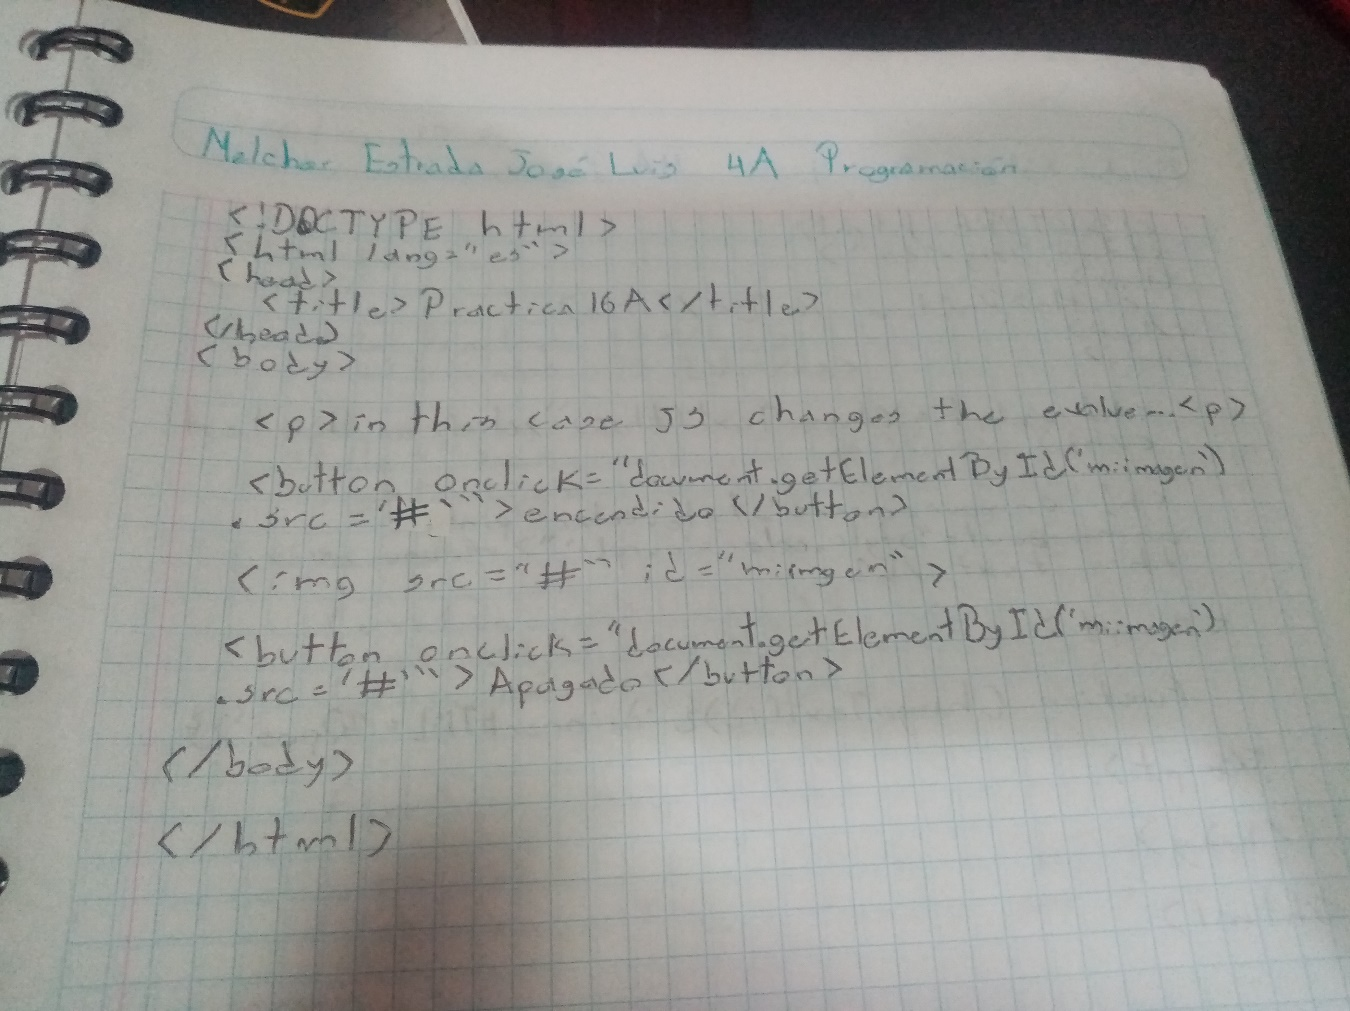 Melchor Estrada José Luis 4A Programación
<!DOCTYPE html>
<html lang="es">
<head>
<title>Practica 16A</title>
</head>
<body>
<p> in this case JS changes the evalue...<p>
<button onclick="document.getElementById('miimagen')
.src='#'"> encendido </button>
<img src="#" id="miimgen">
<button onclick="document.getElementById('miimagen')
.src='#'"> Apagado </button>
</body>
</html>